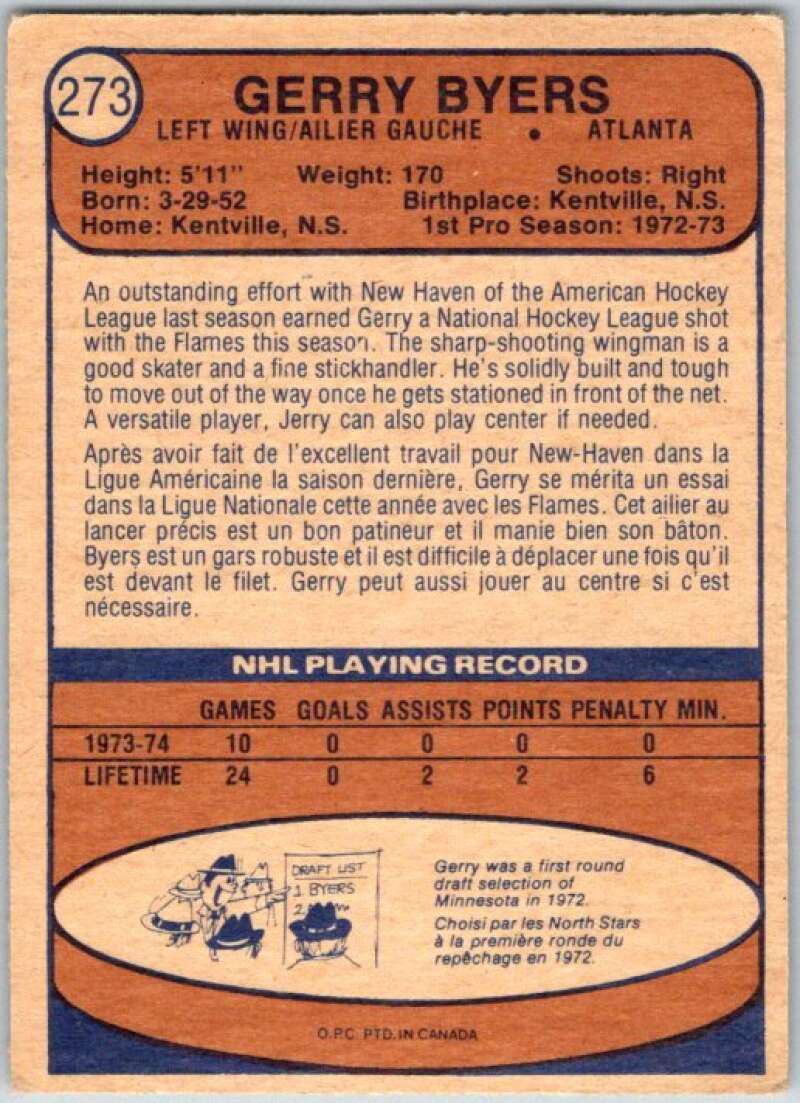 273
GERRY BYERS
LEFT WING/AILIER GAUCHE • ATLANTA
Height: 5'11" Weight: 170 Shoots: Right
Born: 3-29-52 Birthplace: Kentville, N.S.
Home: Kentville, N.S. 1st Pro Season: 1972-73
An outstanding effort with New Haven of the American Hockey
League last season earned Gerry a National Hockey League shot
with the Flames this season. The sharp-shooting wingman is a
good skater and a fine stickhandler. He's solidly built and tough
to move out of the way once he gets stationed in front of the net.
A versatile player, Jerry can also play center if needed.
Après avoir fait de l'excellent travail pour New-Haven dans la
Ligue Américaine la saison dernière, Gerry se mérita un essai
dans la Ligue Nationale cette année avec les Flames. Cet ailier au
lancer précis est un bon patineur et il manie bien son bâton.
Byers est un gars robuste et il est difficile à déplacer une fois qu'il
est devant le filet. Gerry peut aussi jouer au centre si c'est
nécessaire.
NHL PLAYING RECORD
GAMES GOALS ASSISTS POINTS PENALTY MIN.
1973-74 10 0 0 0 0
LIFETIME 24 0 2 2 6
DRAFT LIST
1 BYERS
2
Gerry was a first round
draft selection of
Minnesota in 1972.
Choisi par les North Stars
à la première ronde du
repêchage en 1972.
O.P.C. PTD. IN CANADA